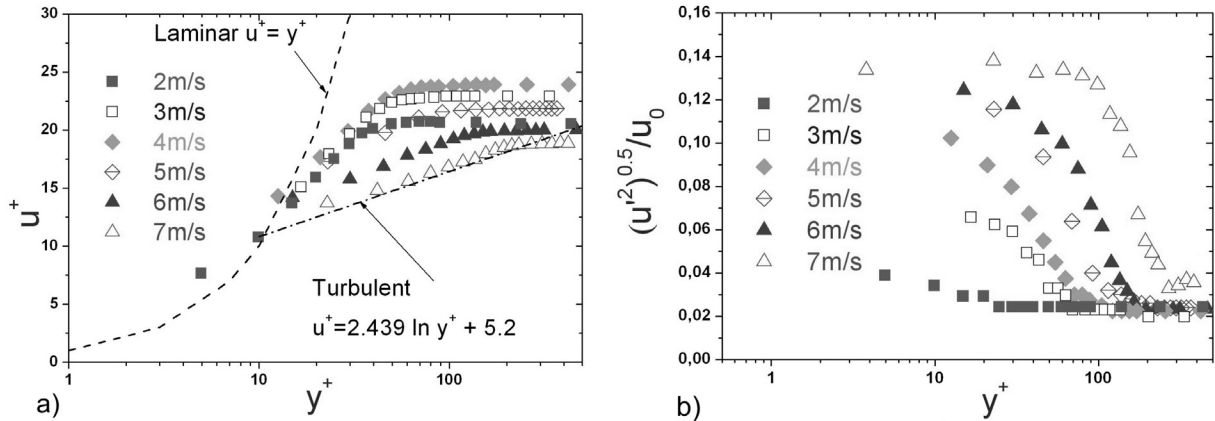 30
25
20
15
10
5
0
u⁺
Laminar u⁺= y⁺
2m/s
3m/s
4m/s
5m/s
6m/s
7m/s
Turbulent
u⁺=2.439 ln y⁺ + 5.2
1
10
100
y⁺
a)
0,16
0,14
0,12
0,10
0,08
0,06
0,04
0,02
0,00
(u'²)⁰·⁵/u₀
2m/s
3m/s
4m/s
5m/s
6m/s
7m/s
1
10
100
y⁺
b)